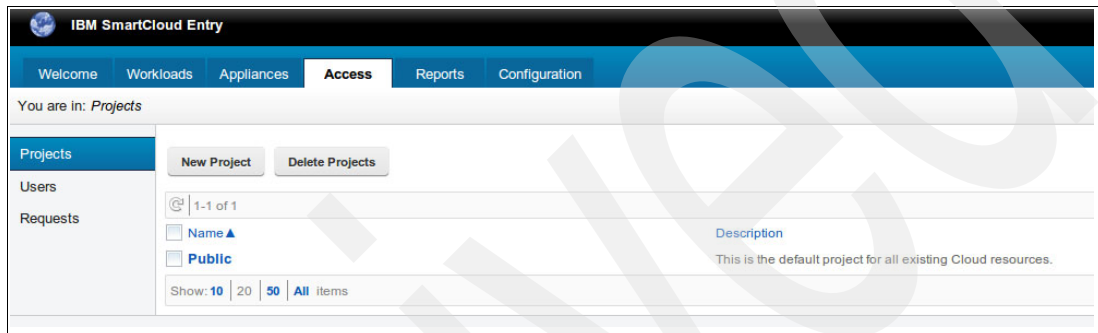 IBM SmartCloud Entry
Welcome Workloads Appliances Access Reports Configuration
You are in: Projects
Projects
Users
Requests
New Project Delete Projects
1-1 of 1
Name▲ Description
Public This is the default project for all existing Cloud resources.
Show: 10 | 20 | 50 | All items